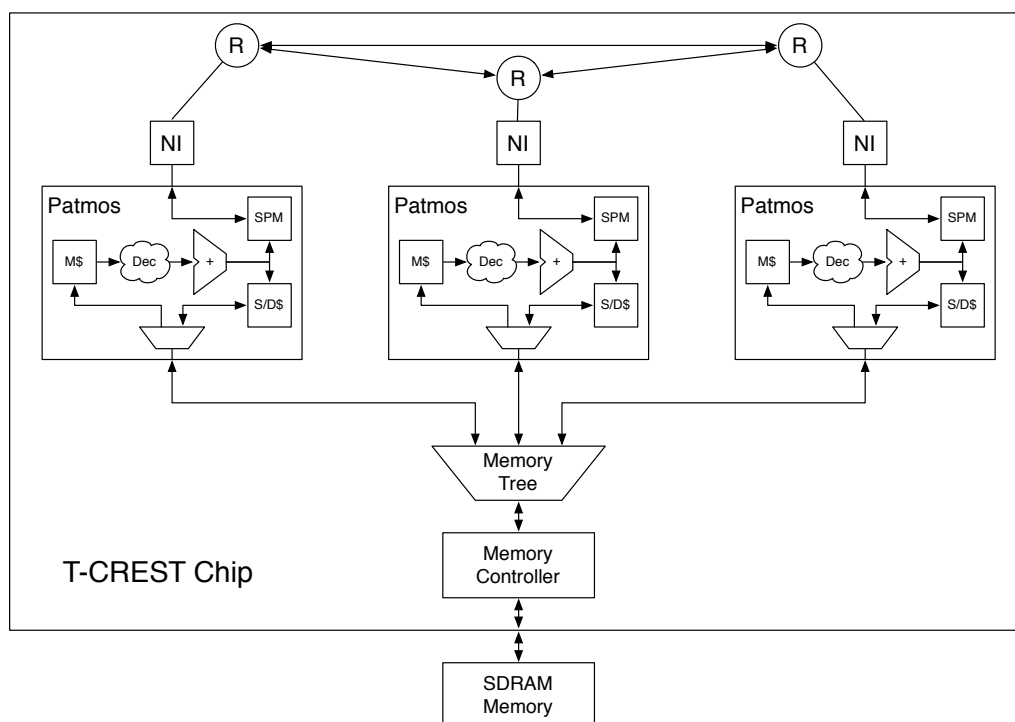 R
R
R
NI
NI
NI
Patmos
SPM
M$
Dec
+
S/D$
Patmos
SPM
M$
Dec
+
S/D$
Patmos
SPM
M$
Dec
+
S/D$
Memory
Tree
Memory
Controller
T-CREST Chip
SDRAM
Memory